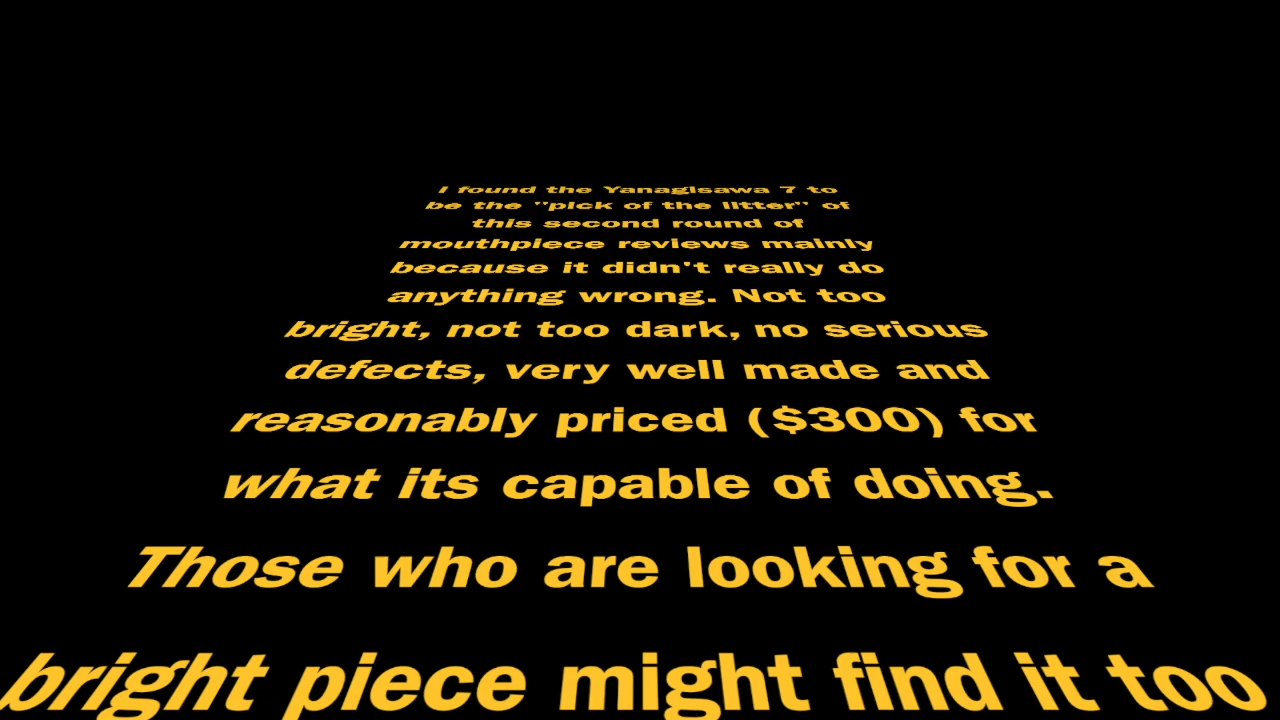 I found the Yanagisawa 7 to
be the "pick of the litter" of
this second round of
mouthpiece reviews mainly
because it didn't really do
anything wrong. Not too
bright, not too dark, no serious
defects, very well made and
reasonably priced ($300) for
what its capable of doing.
Those who are looking for a
bright piece might find it too